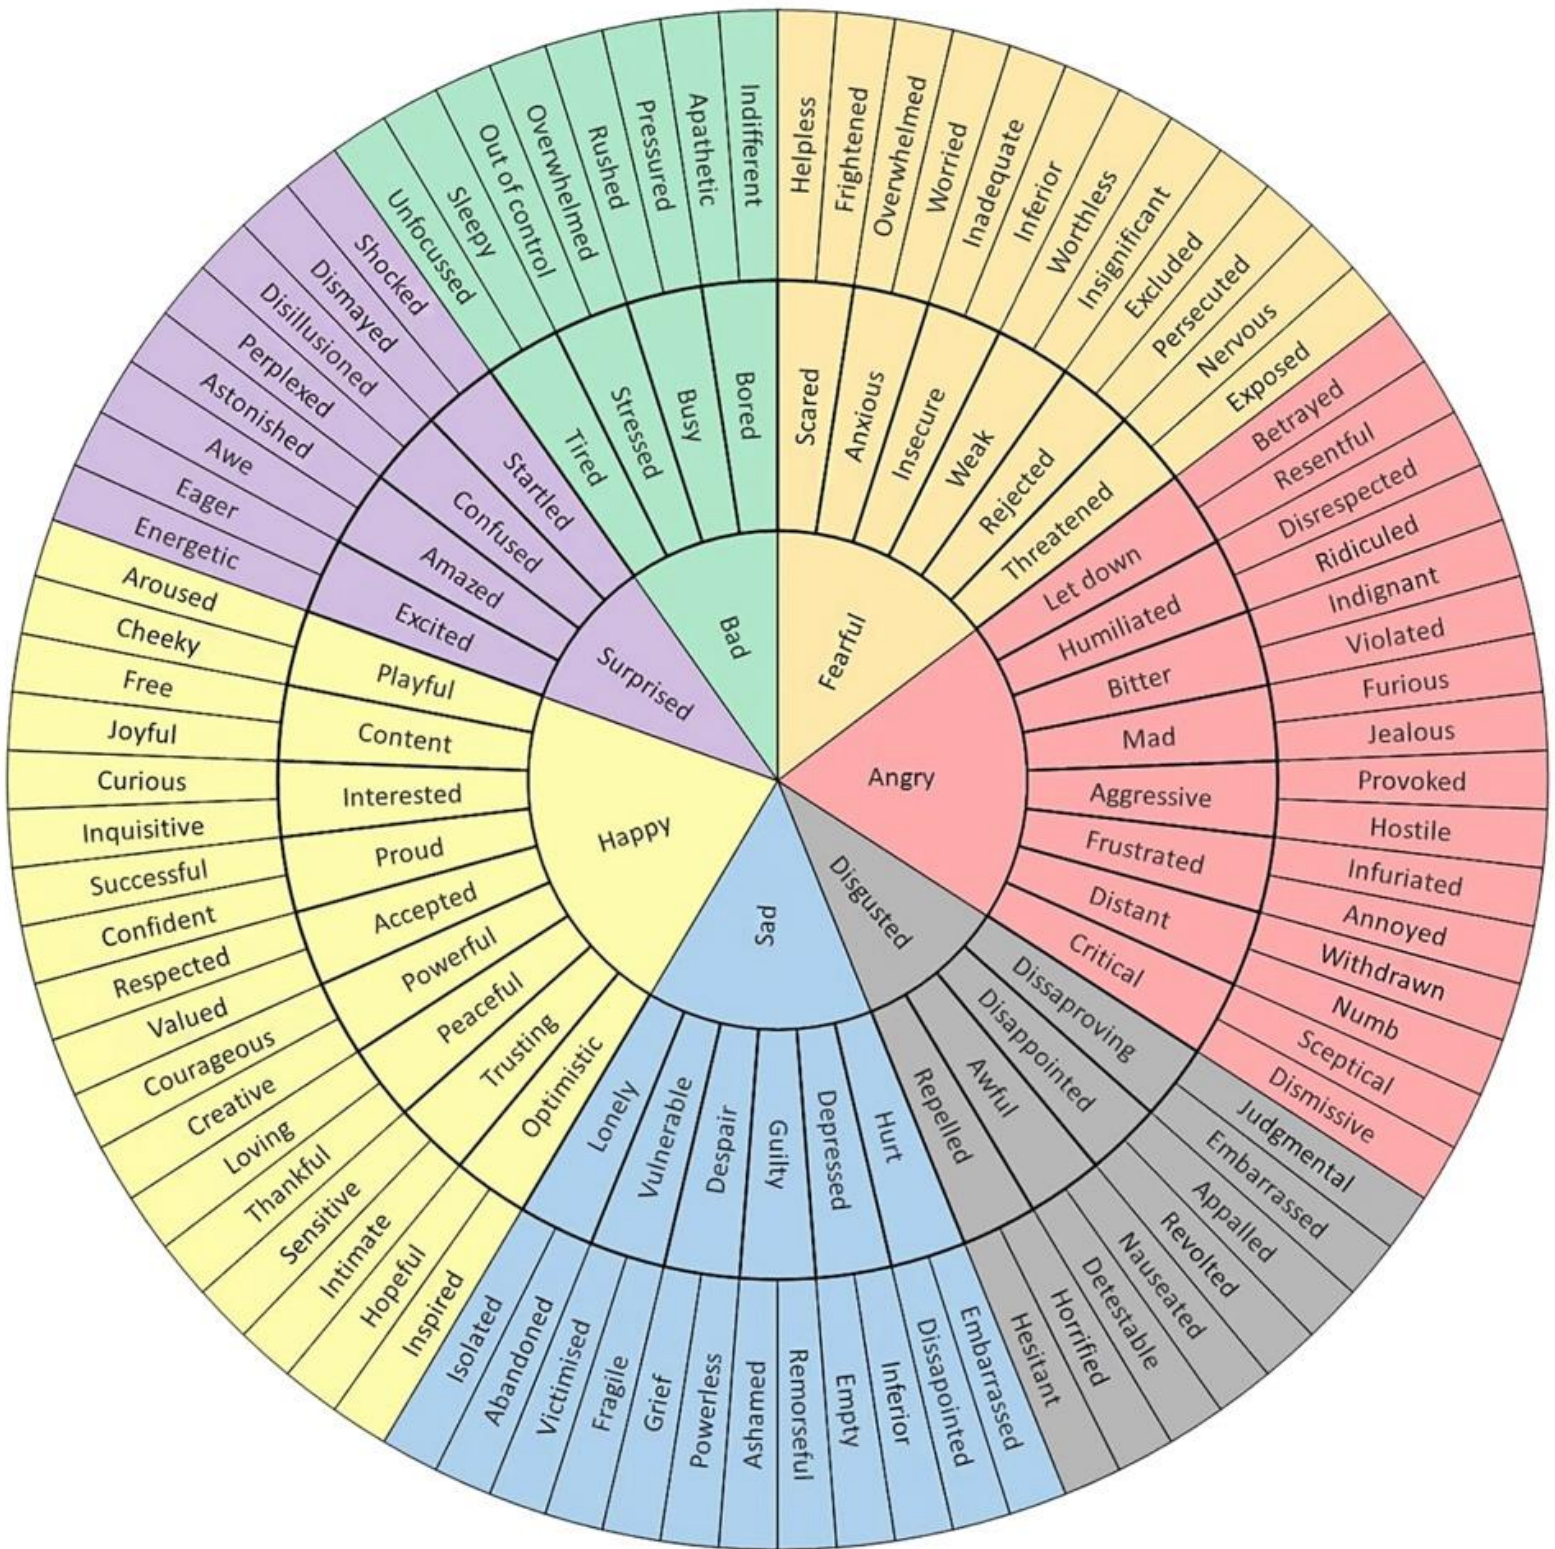 Fearful
Angry
Disgusted
Sad
Happy
Surprised
Bad
Scared
Anxious
Insecure
Weak
Rejected
Threatened
Let down
Humiliated
Bitter
Mad
Aggressive
Frustrated
Distant
Critical
Dissaproving
Disappointed
Awful
Repelled
Hurt
Depressed
Guilty
Despair
Vulnerable
Lonely
Optimistic
Trusting
Peaceful
Powerful
Accepted
Proud
Interested
Content
Playful
Excited
Amazed
Confused
Startled
Tired
Stressed
Busy
Bored
Helpless
Frightened
Overwhelmed
Worried
Inadequate
Inferior
Worthless
Insignificant
Excluded
Persecuted
Nervous
Exposed
Betrayed
Resentful
Disrespected
Ridiculed
Indignant
Violated
Furious
Jealous
Provoked
Hostile
Infuriated
Annoyed
Withdrawn
Numb
Sceptical
Dismissive
Judgmental
Embarrassed
Appalled
Revolted
Nauseated
Detestable
Horrified
Hesitant
Embarrassed
Dissapointed
Inferior
Empty
Remorseful
Ashamed
Powerless
Grief
Fragile
Victimised
Abandoned
Isolated
Inspired
Hopeful
Intimate
Sensitive
Thankful
Loving
Creative
Courageous
Valued
Respected
Confident
Successful
Inquisitive
Curious
Joyful
Free
Cheeky
Aroused
Energetic
Eager
Awe
Astonished
Perplexed
Disillusioned
Dismayed
Shocked
Unfocussed
Sleepy
Out of control
Overwhelmed
Rushed
Pressured
Apathetic
Indifferent